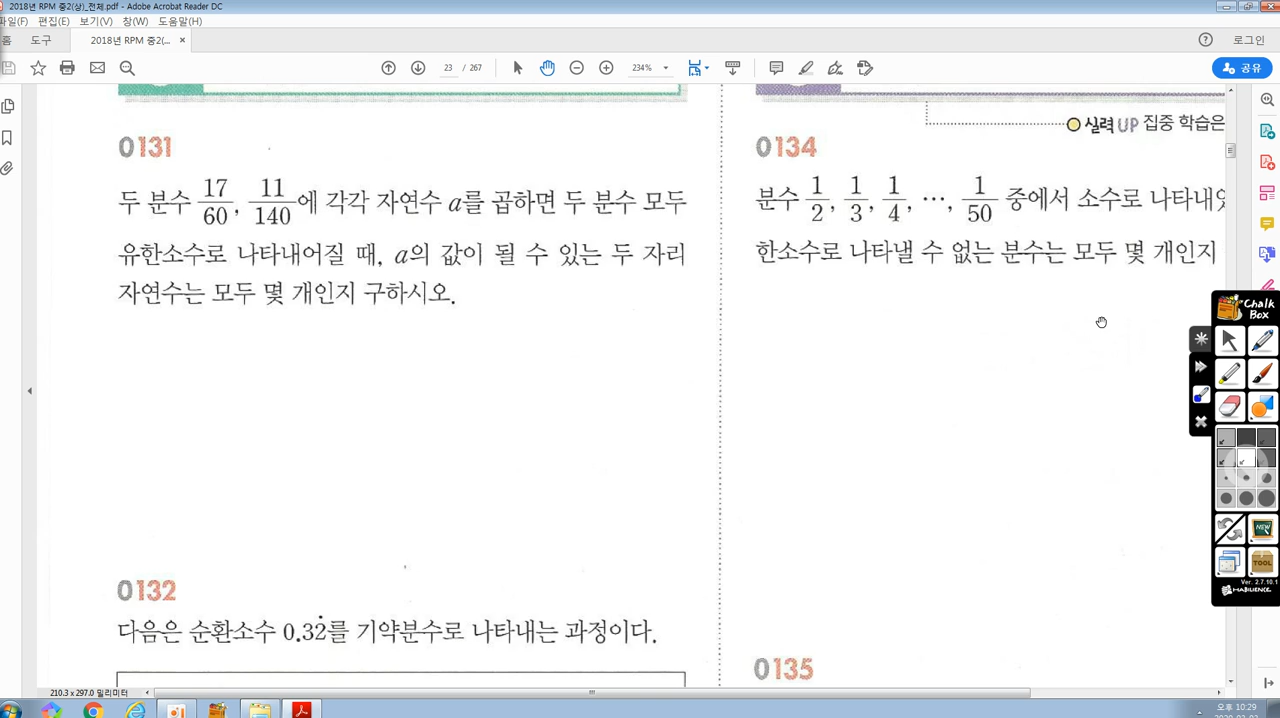 2018년 RPM 중2(상)_전체.pdf - Adobe Acrobat Reader DC
파일(F) 편집(E) 보기(V) 창(W) 도움말(H)
홈 도구 2018년 RPM 중2(... × ? 로그인
23 / 267 234% 공유
0131
두 분수 17/60, 11/140에 각각 자연수 a를 곱하면 두 분수 모두
유한소수로 나타내어질 때, a의 값이 될 수 있는 두 자리
자연수는 모두 몇 개인지 구하시오.
0132
다음은 순환소수 0.32̇를 기약분수로 나타내는 과정이다.
실력 UP 집중 학습은
0134
분수 1/2, 1/3, 1/4, …, 1/50 중에서 소수로 나타내었
한소수로 나타낼 수 없는 분수는 모두 몇 개인지
0135
Chalk
Box
NEW
TOOL
Ver. 2.7.10.1
HABILIENCE
210.3 x 297.0 밀리미터
오후 10:29